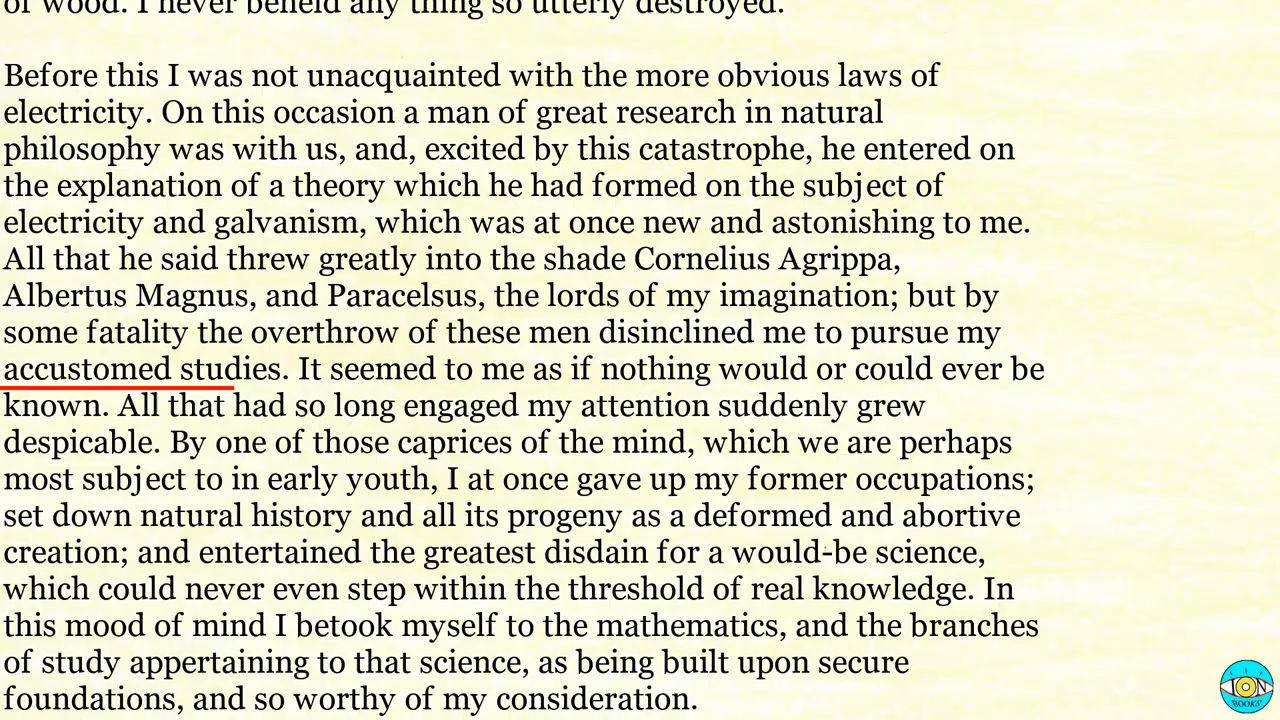 of wood. I never beheld any thing so utterly destroyed.
Before this I was not unacquainted with the more obvious laws of
electricity. On this occasion a man of great research in natural
philosophy was with us, and, excited by this catastrophe, he entered on
the explanation of a theory which he had formed on the subject of
electricity and galvanism, which was at once new and astonishing to me.
All that he said threw greatly into the shade Cornelius Agrippa,
Albertus Magnus, and Paracelsus, the lords of my imagination; but by
some fatality the overthrow of these men disinclined me to pursue my
accustomed studies. It seemed to me as if nothing would or could ever be
known. All that had so long engaged my attention suddenly grew
despicable. By one of those caprices of the mind, which we are perhaps
most subject to in early youth, I at once gave up my former occupations;
set down natural history and all its progeny as a deformed and abortive
creation; and entertained the greatest disdain for a would-be science,
which could never even step within the threshold of real knowledge. In
this mood of mind I betook myself to the mathematics, and the branches
of study appertaining to that science, as being built upon secure
foundations, and so worthy of my consideration.
ION
BOOKS